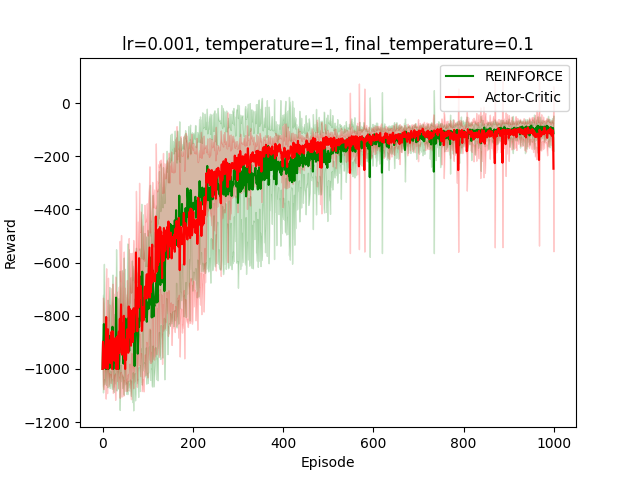 lr=0.001, temperature=1, final_temperature=0.1
REINFORCE
Actor-Critic
0
−200
−400
−600
−800
−1000
−1200
Reward
0 200 400 600 800 1000
Episode